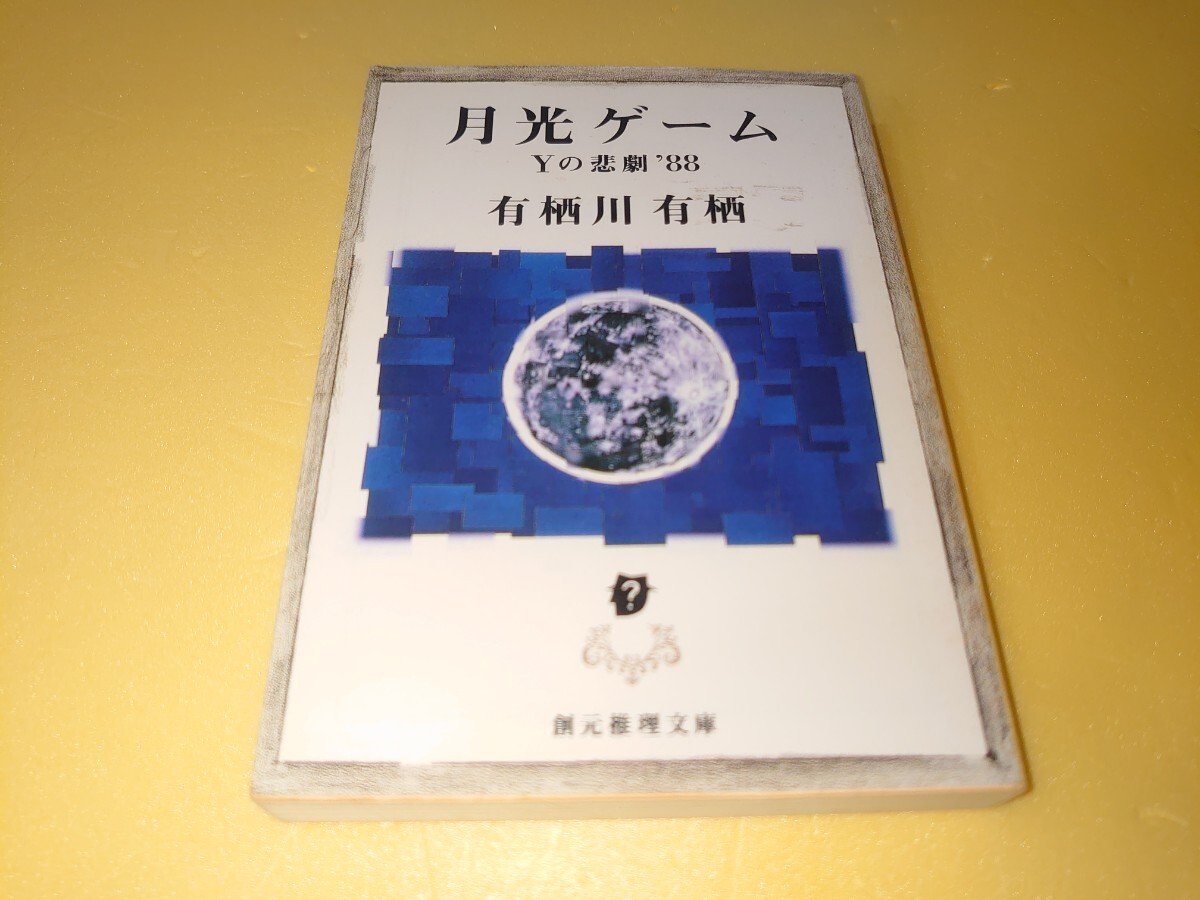 月光ゲーム
Yの悲劇’88
有栖川 有栖
?
創元推理文庫